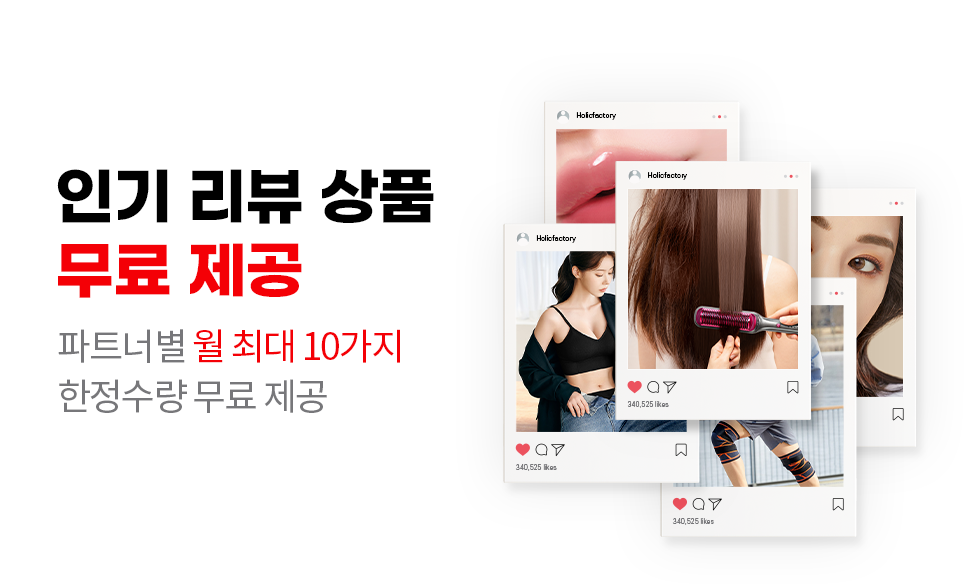 인기 리뷰 상품
무료 제공
파트너별 월 최대 10가지
한정수량 무료 제공
Holicfactory
Holicfactory
Holicfactory
340,525 likes
340,525 likes
340,525 likes